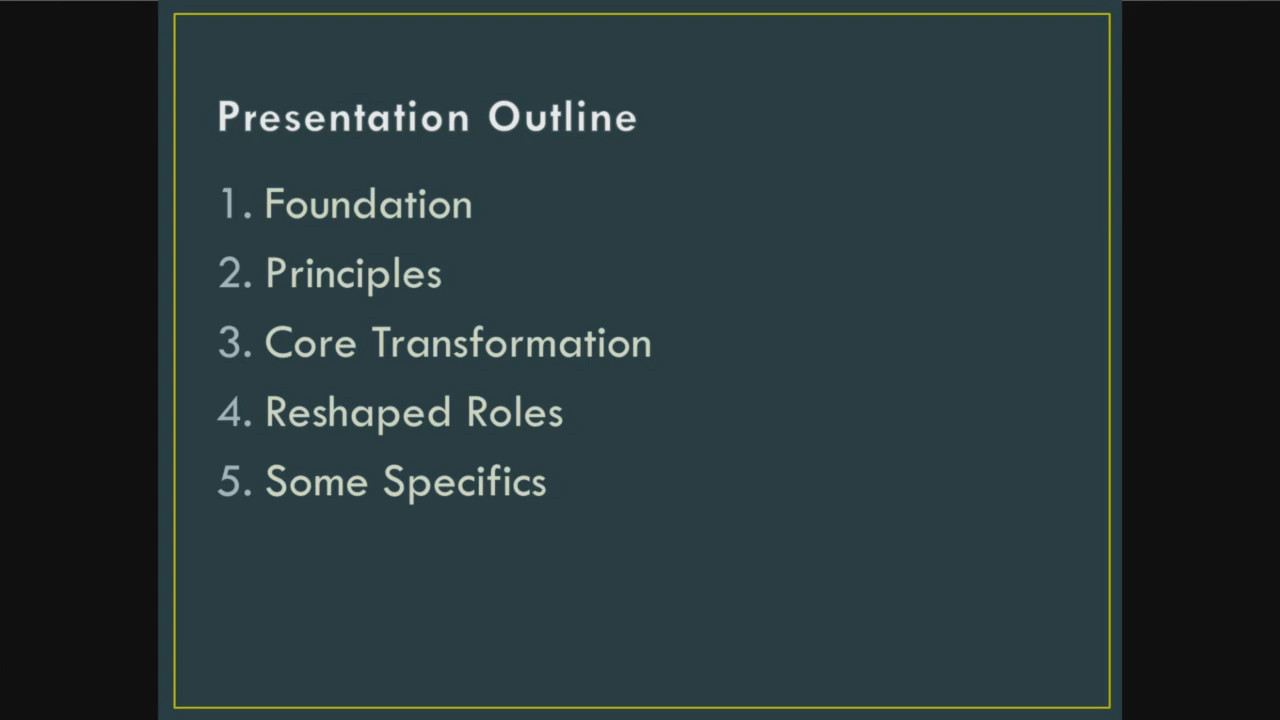 Presentation Outline
1. Foundation
2. Principles
3. Core Transformation
4. Reshaped Roles
5. Some Specifics